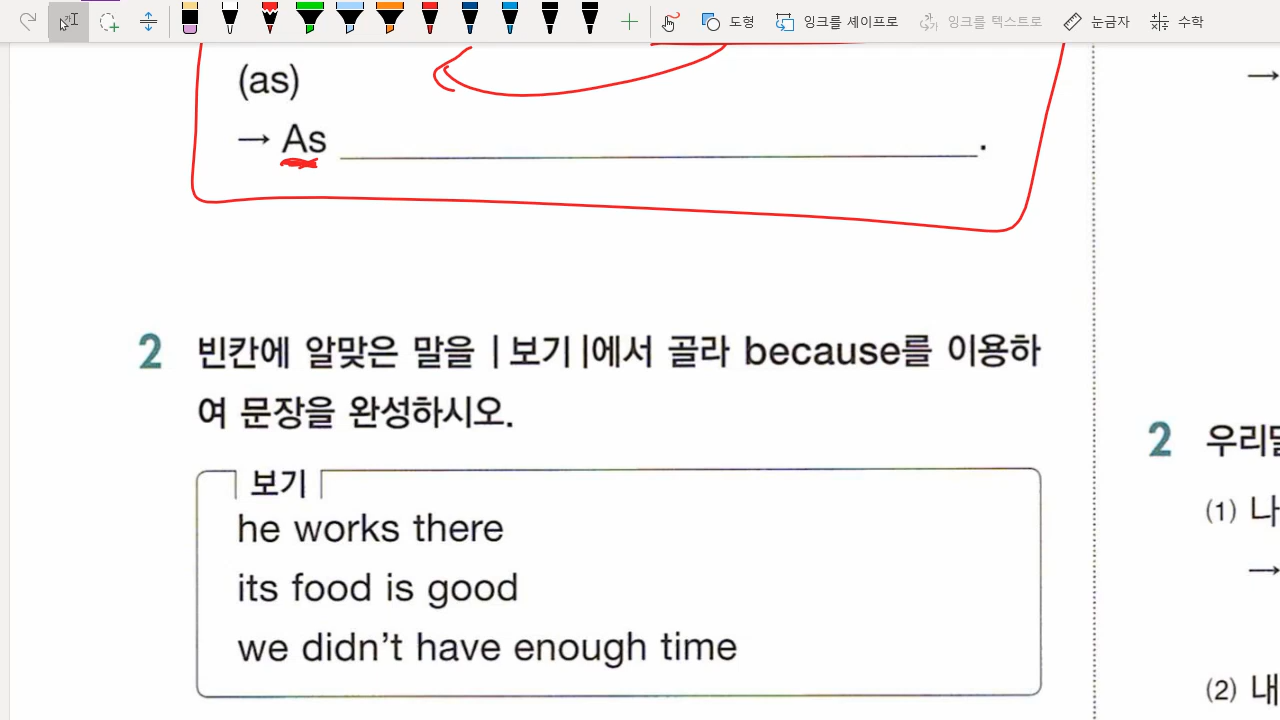 도형 잉크를 셰이프로 잉크를 텍스트로 눈금자 수학
(as)
→ As .
→
2 빈칸에 알맞은 말을 | 보기 |에서 골라 because를 이용하
여 문장을 완성하시오.
보기
he works there
its food is good
we didn't have enough time
2 우리말
(1) 나
→
(2) 내